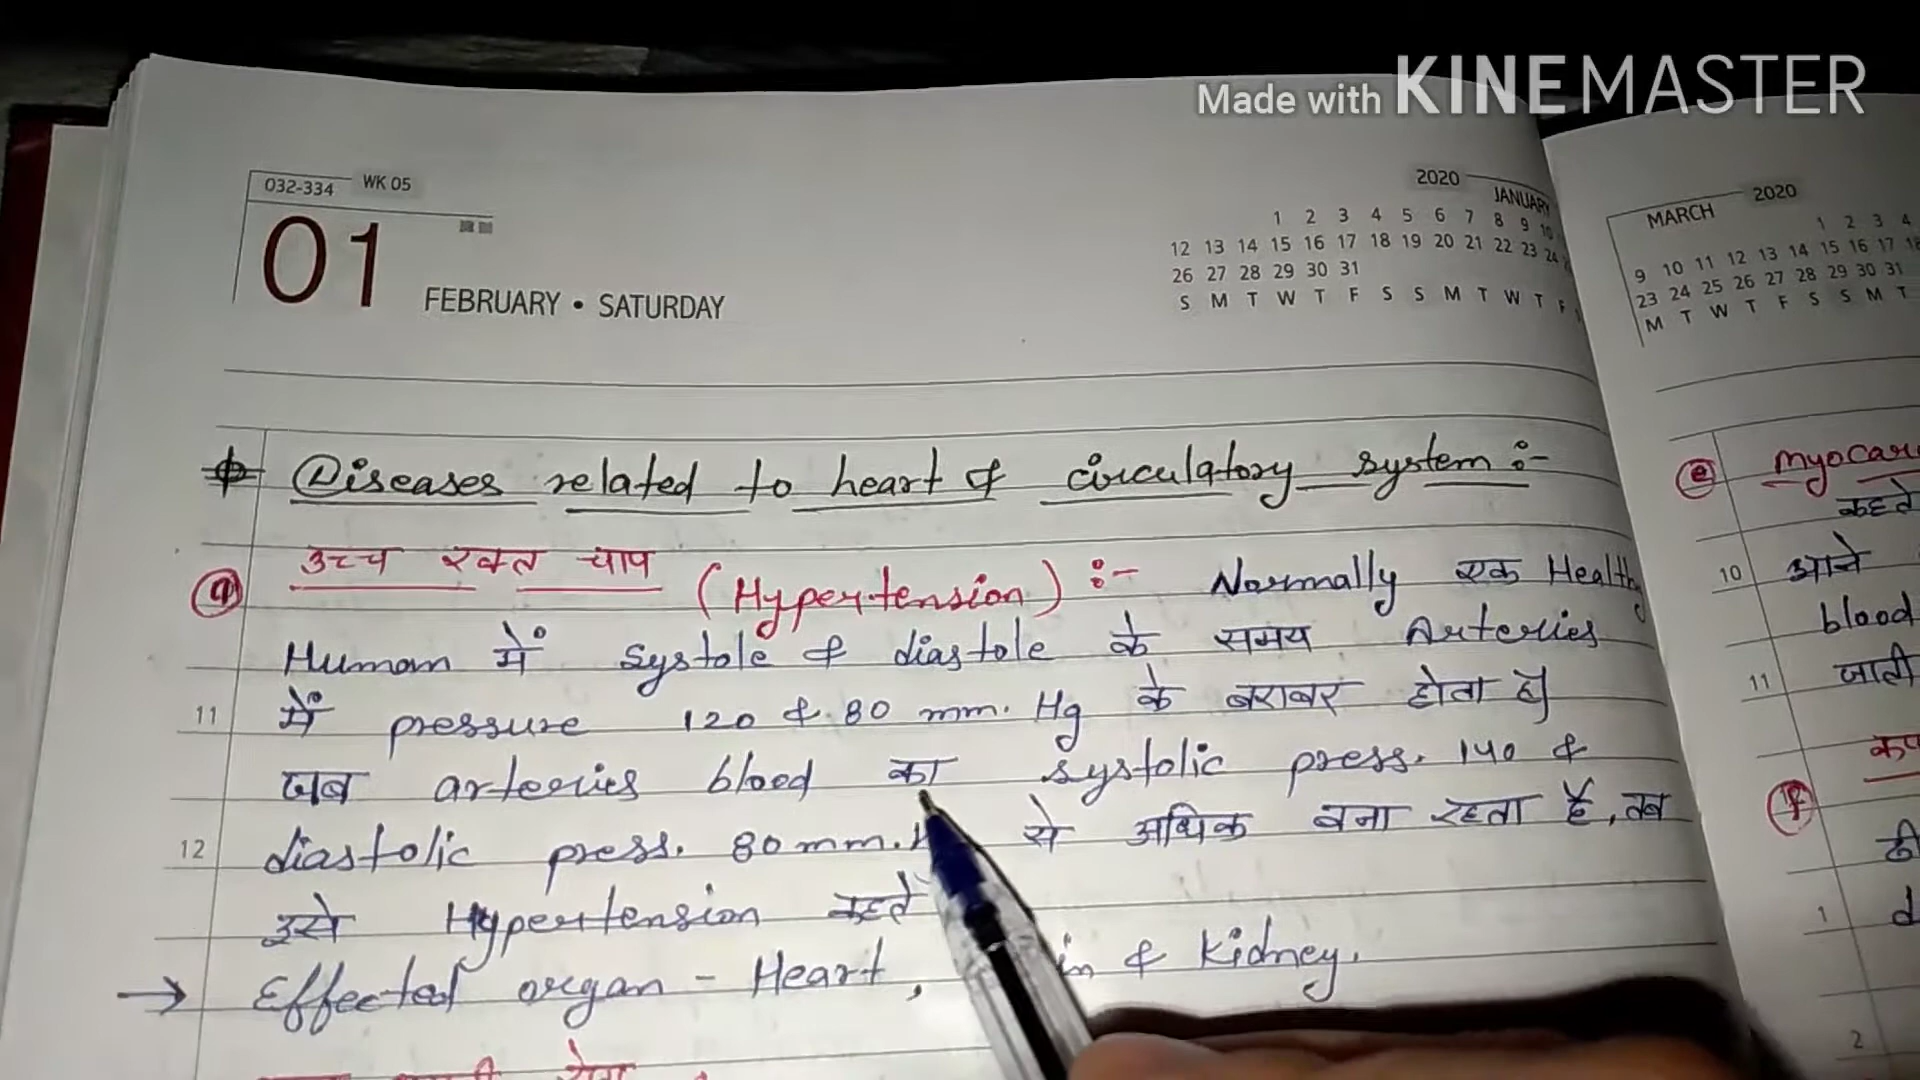 Made with KINEMASTER
032-334 WK 05
01
FEBRUARY • SATURDAY
2020 JANUARY
1 2 3 4 5 6 7 8 9 10
12 13 14 15 16 17 18 19 20 21 22 23 24
26 27 28 29 30 31
S M T W T F S S M T W T F
Diseases related to heart & circulatory system :-
(a) उच्च रक्त चाप (Hypertension) :- Normally एक Healthy
Human में systole & diastole के समय Arteries
11 में pressure 120 & 80 mm. Hg के बराबर होता है
जब arteries blood का systolic press. 140 &
12 diastolic press. 80 mm. से अधिक बना रहता है, तब
इसे Hypertension कहते
→ Effected organ - Heart, & Kidney.
रोग
MARCH 2020
1 2 3 4
9 10 11 12 13 14 15 16 17 18
23 24 25 26 27 28 29 30 31
M T W T F S S M T
(e) myocar
कहते
10 आने
blood
11 जाती
(f)
1
2